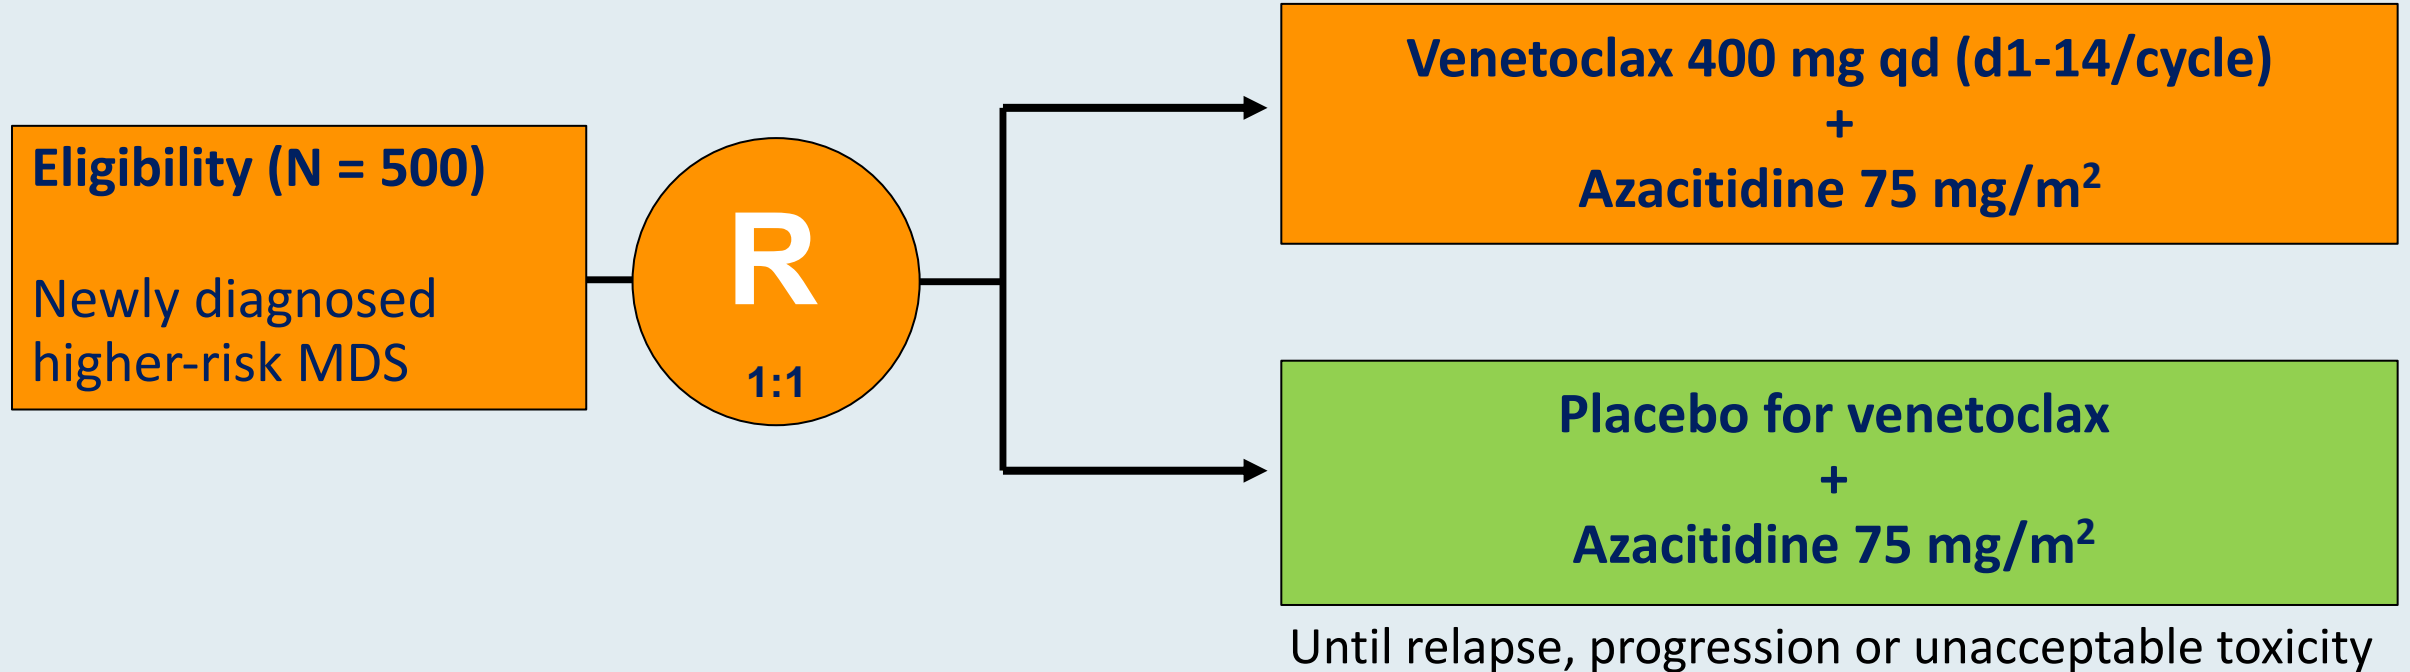 Eligibility (N = 500)
Newly diagnosed
higher-risk MDS
R
1:1
Venetoclax 400 mg qd (d1-14/cycle)
+
Azacitidine 75 mg/m²
Placebo for venetoclax
+
Azacitidine 75 mg/m²
Until relapse, progression or unacceptable toxicity